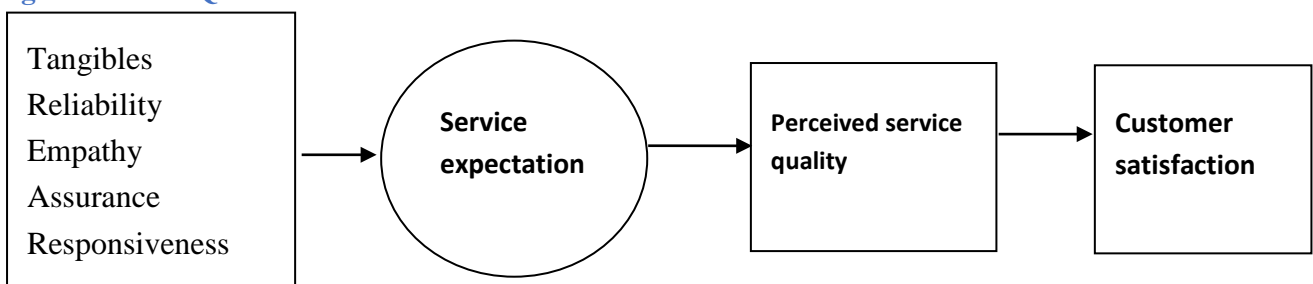 Tangibles
Reliability
Empathy
Assurance
Responsiveness
Service
expectation
Perceived service
quality
Customer
satisfaction